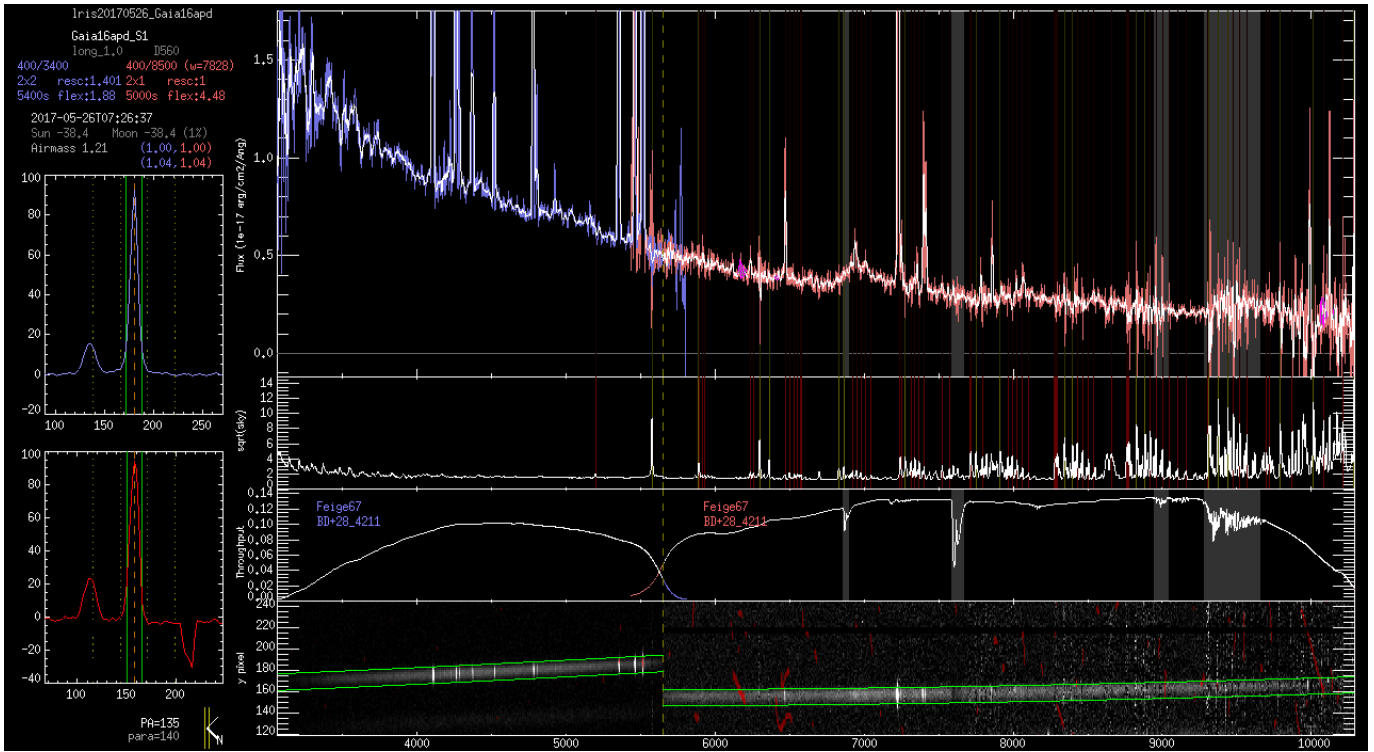 lris20170526_Gaia16apd
Gaia16apd_S1
long_1.0 D560
400/3400 400/8500 (w=7828)
2x2 resc:1.401 2x1 resc:1
5400s flex:1.88 5000s flex:4.48
2017-05-26T07:26:37
Sun -38.4 Moon -38.4 (1%)
Airmass 1.21 (1.00,1.00)
(1.04,1.04)
100
80
60
40
20
0
-20
100 150 200 250
100
80
60
40
20
0
-20
-40
100 150 200
PA=135
para=140
N
Flux (1e-17 erg/cm2/Ang)
1.5
1.0
0.5
0.0
sqrt(sky)
14
12
10
8
6
4
2
0
Throughput
0.14
0.12
0.10
0.08
0.06
0.04
0.02
0.00
Feige67
BD+28_4211
Feige67
BD+28_4211
y pixel
240
220
200
180
160
140
120
4000 5000 6000 7000 8000 9000 10000